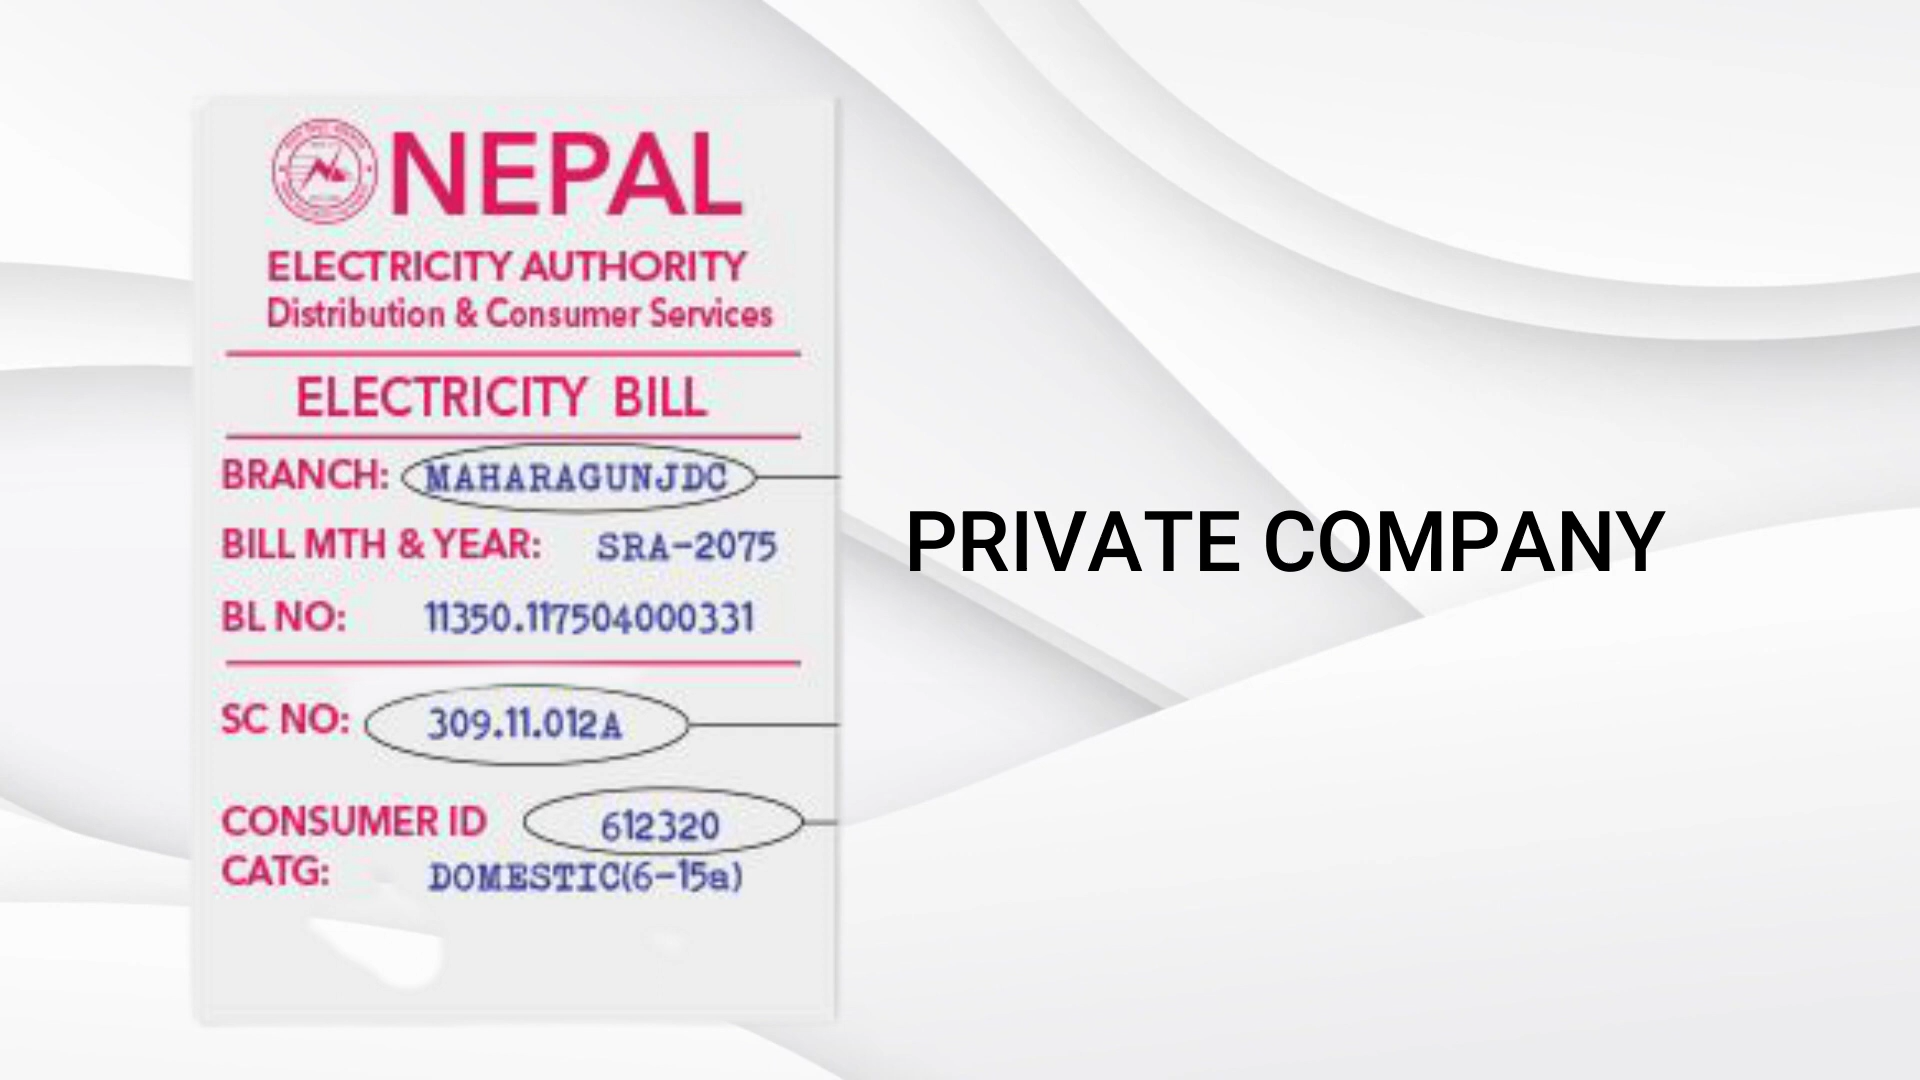 NEPAL
ELECTRICITY AUTHORITY
Distribution & Consumer Services
ELECTRICITY BILL
BRANCH: MAHARAGUNJDC
BILL MTH & YEAR: SRA-2075
BL NO: 11350.117504000331
SC NO: 309.11.012A
CONSUMER ID 612320
CATG: DOMESTIC(6-15a)
PRIVATE COMPANY